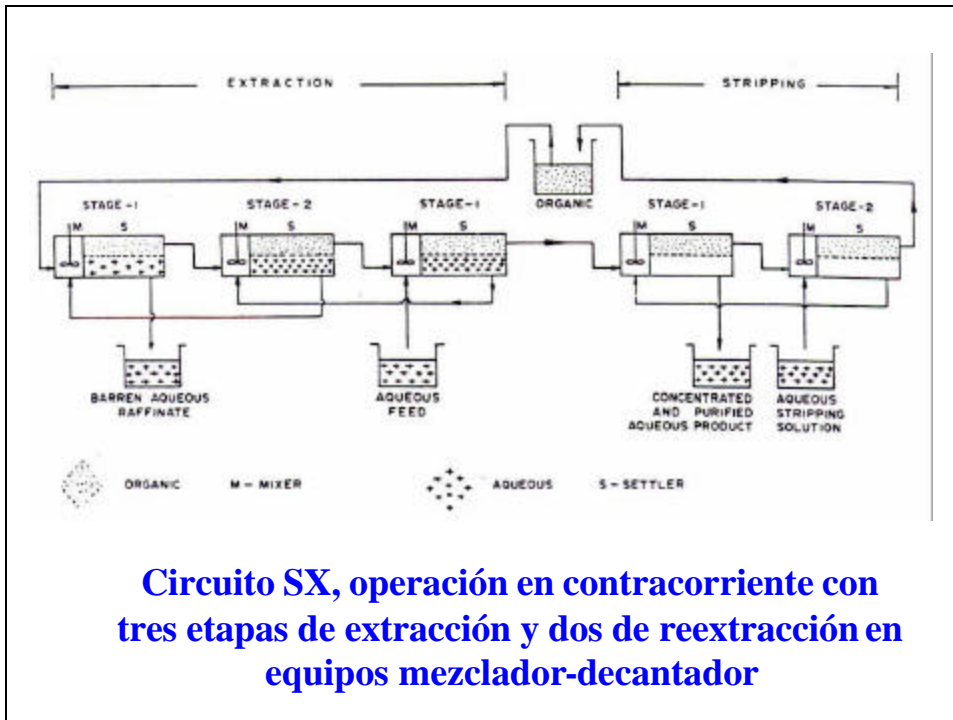 EXTRACTION STRIPPING
STAGE-1 STAGE-2 STAGE-1 ORGANIC STAGE-1 STAGE-2
M S M S M S M S M S
BARREN AQUEOUS RAFFINATE
AQUEOUS FEED
CONCENTRATED AND PURIFIED AQUEOUS PRODUCT
AQUEOUS STRIPPING SOLUTION
ORGANIC M - MIXER AQUEOUS S - SETTLER
Circuito SX, operación en contracorriente con
tres etapas de extracción y dos de reextracción en
equipos mezclador-decantador